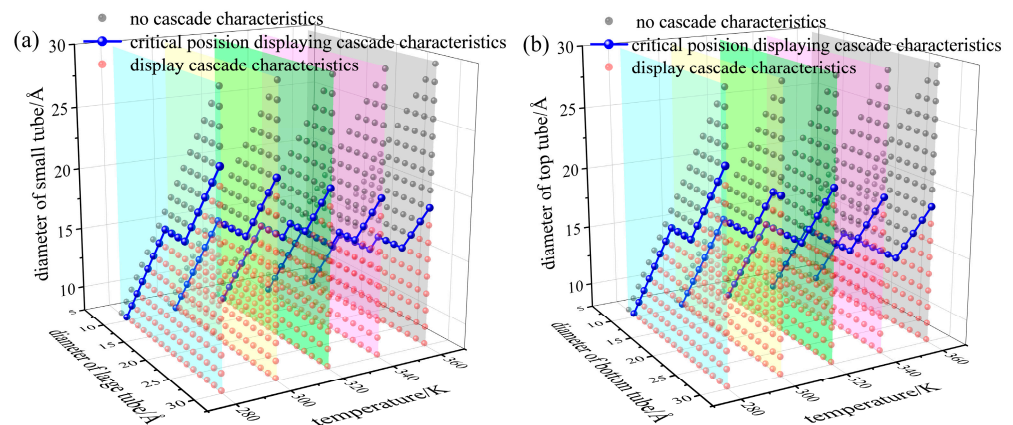 no cascade characteristics
(a)
critical posision displaying cascade characteristics
display cascade characteristics
diameter of small tube/Å
30
25
20
15
10
5
10
15
20
25
30
diameter of large tube/Å
280
300
320
340
360
temperature/K
no cascade characteristics
(b)
critical posision displaying cascade characteristics
display cascade characteristics
diameter of top tube/Å
30
25
20
15
10
5
10
15
20
25
30
diameter of bottom tube/Å
280
300
320
340
360
temperature/K